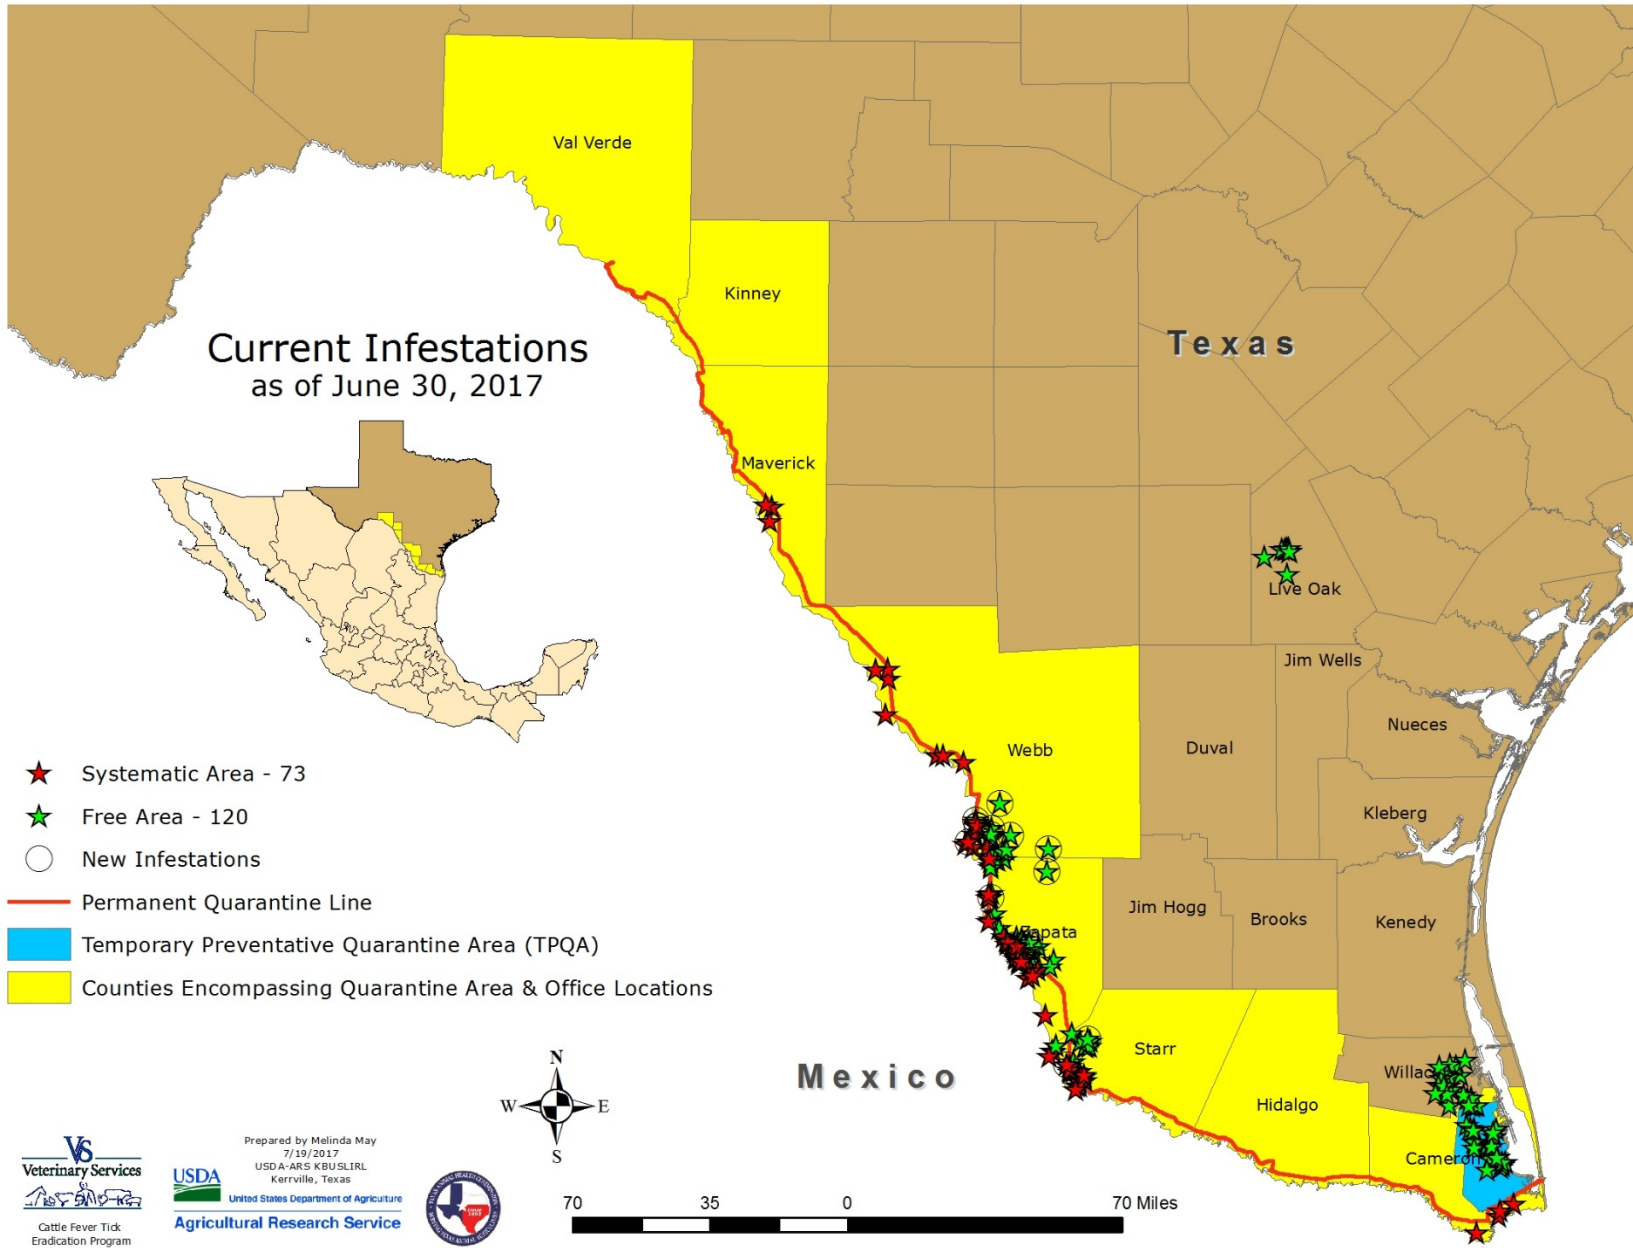 Val Verde
Kinney
Current Infestations
as of June 30, 2017
Texas
Maverick
Live Oak
Jim Wells
Nueces
Webb
Duval
Systematic Area - 73
Free Area - 120
Kleberg
New Infestations
Permanent Quarantine Line
Jim Hogg
Brooks
Kenedy
Zapata
Temporary Preventative Quarantine Area (TPQA)
Counties Encompassing Quarantine Area & Office Locations
Starr
Mexico
Willacy
Hidalgo
Cameron
N
W E
S
VS
Veterinary Services
Cattle Fever Tick
Eradication Program
Prepared by Melinda May
7/19/2017
USDA-ARS KBUSLIRL
Kerrville, Texas
USDA
United States Department of Agriculture
Agricultural Research Service
70 35 0 70 Miles